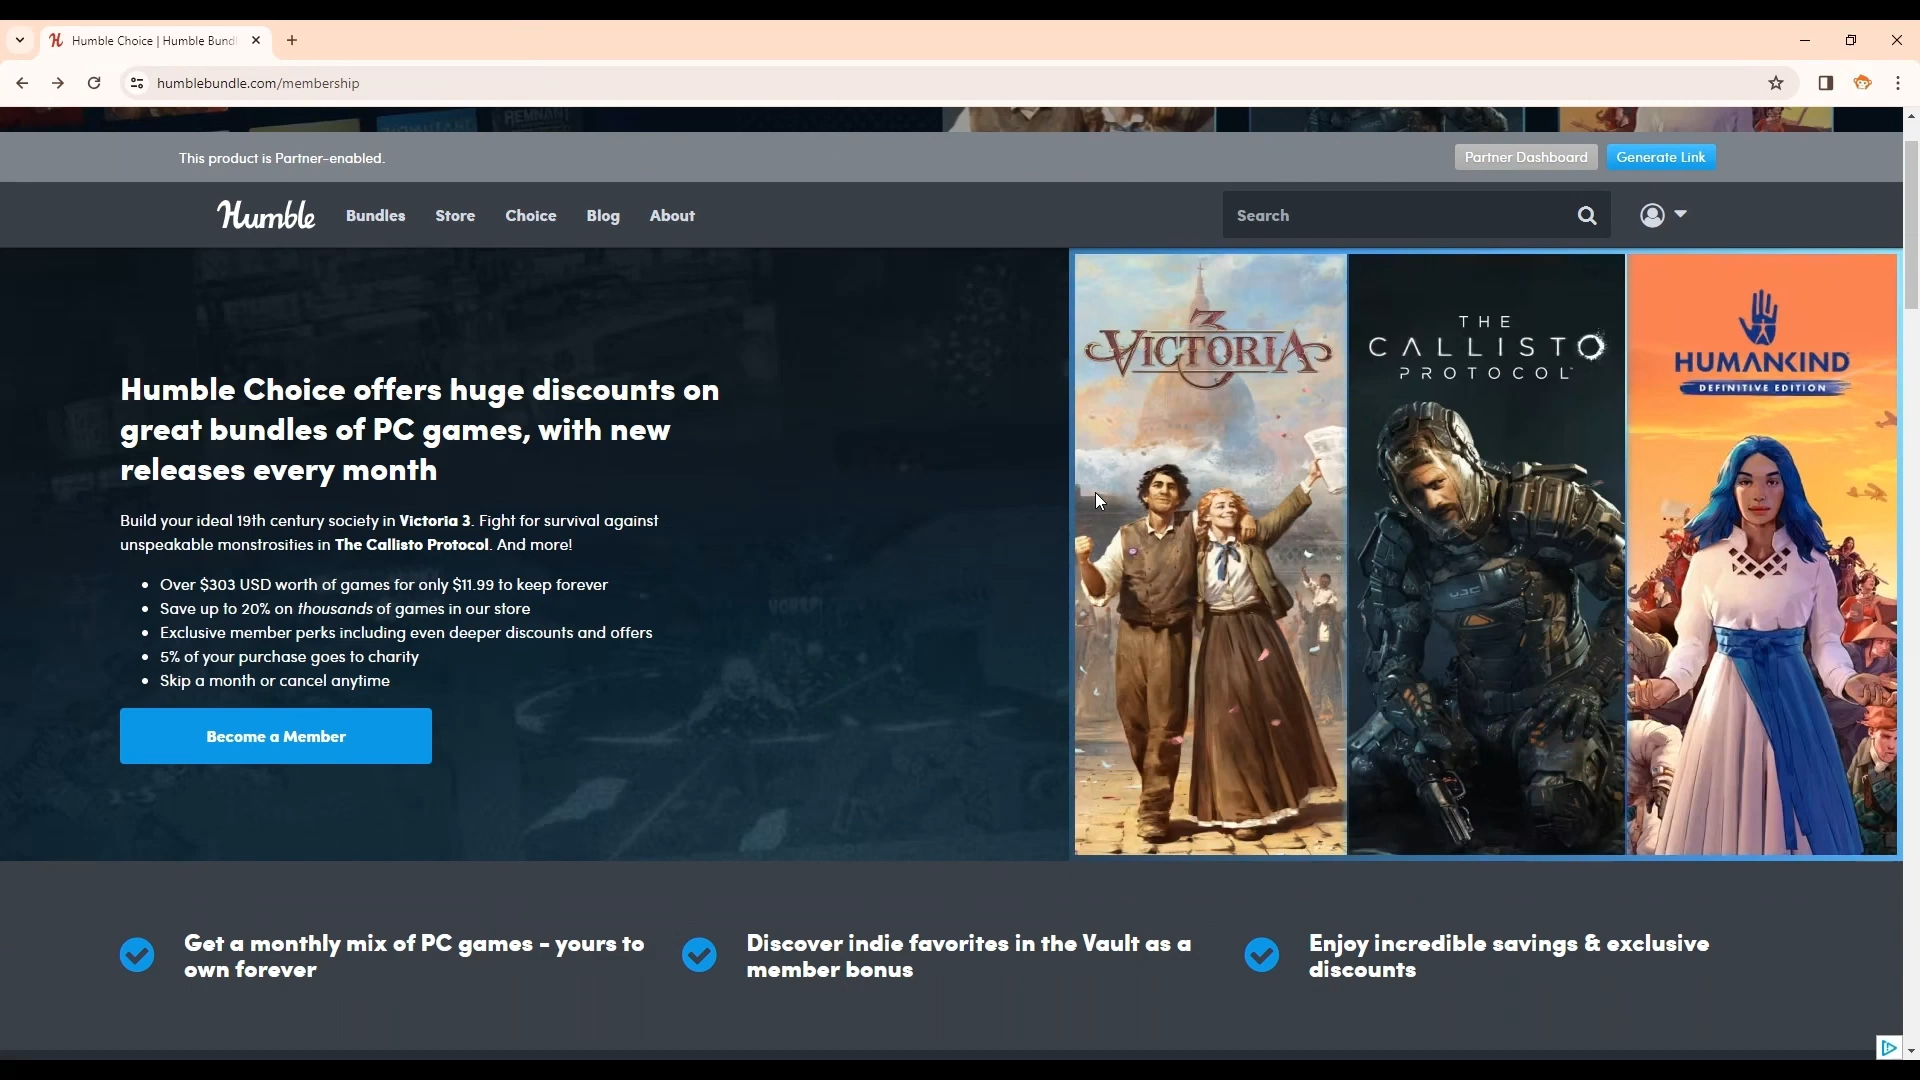 Humble Choice | Humble Bund
humblebundle.com/membership
This product is Partner-enabled.
Partner Dashboard
Generate Link
Humble
Bundles
Store
Choice
Blog
About
Search
Humble Choice offers huge discounts on
great bundles of PC games, with new
releases every month
Build your ideal 19th century society in Victoria 3. Fight for survival against
unspeakable monstrosities in The Callisto Protocol. And more!
• Over $303 USD worth of games for only $11.99 to keep forever
• Save up to 20% on thousands of games in our store
• Exclusive member perks including even deeper discounts and offers
• 5% of your purchase goes to charity
• Skip a month or cancel anytime
Become a Member
3
VICTORIA
THE
CALLISTO
PROTOCOL
HUMANKIND
DEFINITIVE EDITION
Get a monthly mix of PC games - yours to
own forever
Discover indie favorites in the Vault as a
member bonus
Enjoy incredible savings & exclusive
discounts